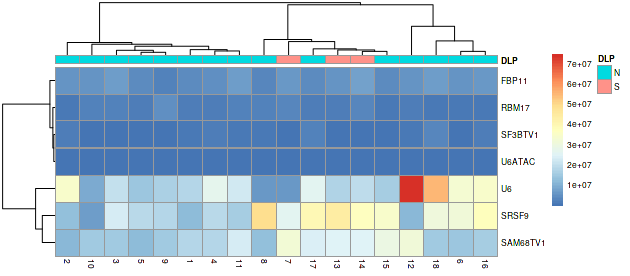 DLP
FBP11
RBM17
SF3BTV1
U6ATAC
U6
SRSF9
SAM68TV1
2 10 3 5 9 1 4 11 8 7 17 13 14 15 12 18 6 16
7e+07
6e+07
5e+07
4e+07
3e+07
2e+07
1e+07
DLP
N
S